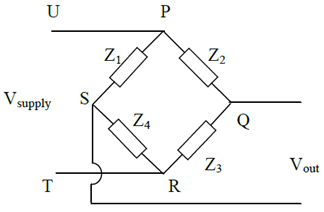 U P
Z1 Z2
Vsupply S Q
Z4 Z3
T R Vout